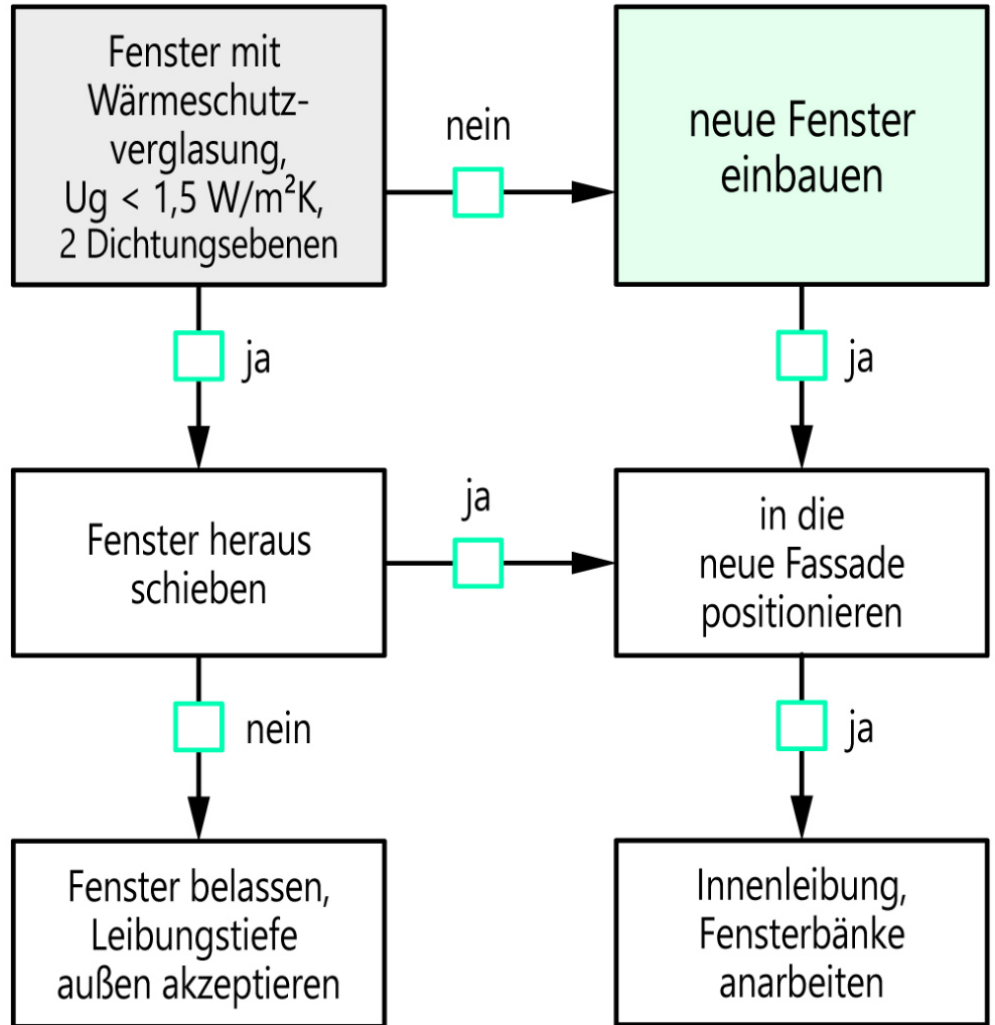 Fenster mit
Wärmeschutz-
verglasung,
Ug < 1,5 W/m²K,
2 Dichtungsebenen
nein
neue Fenster
einbauen
ja
ja
Fenster heraus
schieben
ja
in die
neue Fassade
positionieren
nein
ja
Fenster belassen,
Leibungstiefe
außen akzeptieren
Innenleibung,
Fensterbänke
anarbeiten